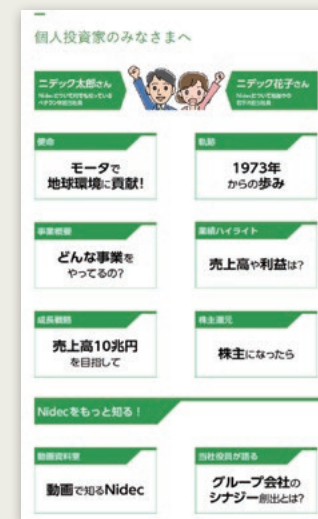 個人投資家のみなさまへ
ニデック太郎さん
ニデック花子さん
使命
モータで
地球環境に貢献!
軌跡
1973年
からの歩み
事業概要
どんな事業を
やってるの?
業績ハイライト
売上高や利益は?
成長戦略
売上高10兆円
を目指して
株主還元
株主になったら
Nidecをもっと知る！
動画資料室
動画で知るNidec
当社役員が語る
グループ会社の
シナジー創出とは?